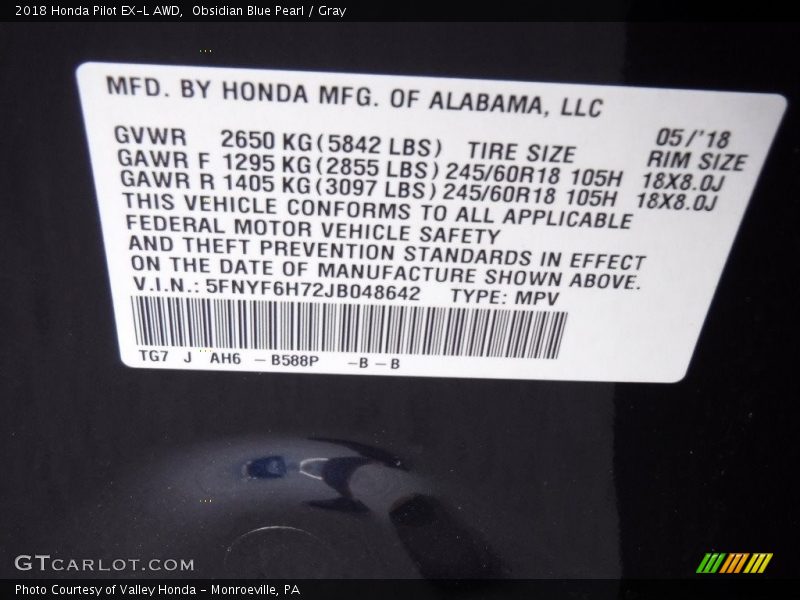 2018 Honda Pilot EX-L AWD,  Obsidian Blue Pearl / Gray
MFD. BY HONDA MFG. OF ALABAMA, LLC
05/'18
GVWR 2650 KG(5842 LBS) TIRE SIZE RIM SIZE
GAWR F 1295 KG(2855 LBS) 245/60R18 105H 18X8.0J
GAWR R 1405 KG(3097 LBS) 245/60R18 105H 18X8.0J
THIS VEHICLE CONFORMS TO ALL APPLICABLE
FEDERAL MOTOR VEHICLE SAFETY
AND THEFT PREVENTION STANDARDS IN EFFECT
ON THE DATE OF MANUFACTURE SHOWN ABOVE.
V.I.N.: 5FNYF6H72JB048642 TYPE: MPV
TG7 J AH6 – B588P –B – B
GTCARLOT.COM
Photo Courtesy of Valley Honda - Monroeville, PA